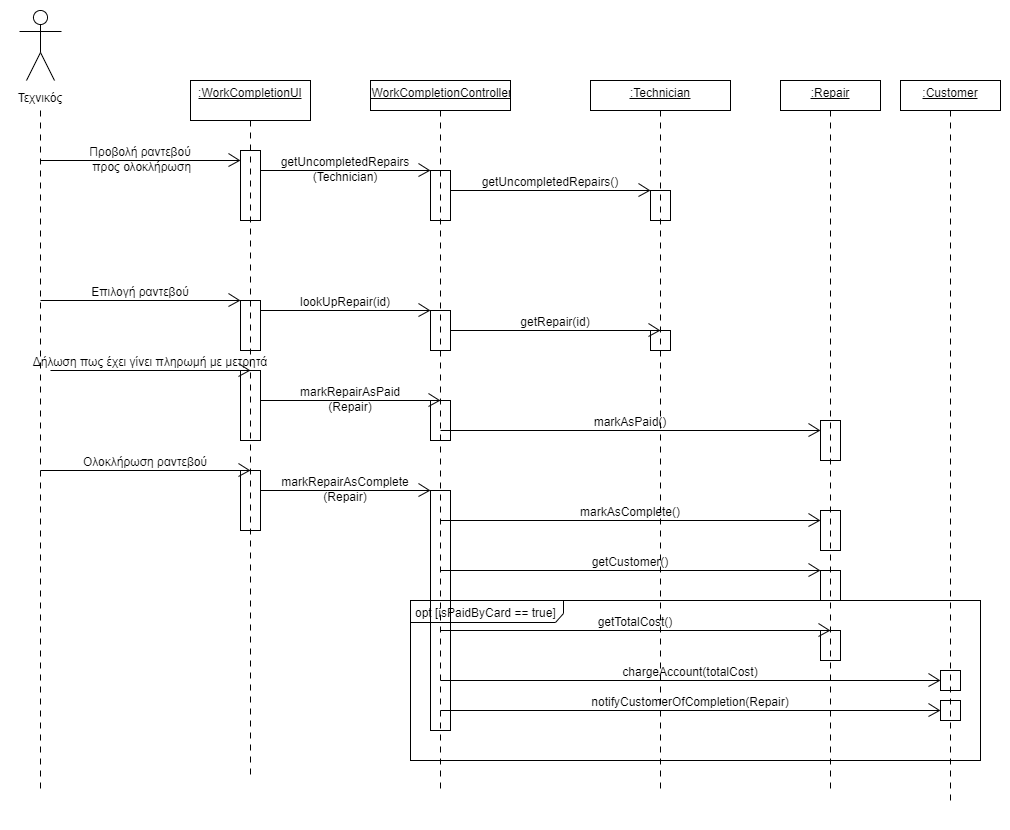 Τεχνικός
:WorkCompletionUI
WorkCompletionController
:Technician
:Repair
:Customer
Προβολή ραντεβού
προς ολοκλήρωση
getUncompletedRepairs
(Technician)
getUncompletedRepairs()
Επιλογή ραντεβού
lookUpRepair(id)
getRepair(id)
Δήλωση πως έχει γίνει πληρωμή με μετρητά
markRepairAsPaid
(Repair)
markAsPaid()
Ολοκλήρωση ραντεβού
markRepairAsComplete
(Repair)
markAsComplete()
getCustomer()
opt [isPaidByCard == true]
getTotalCost()
chargeAccount(totalCost)
notifyCustomerOfCompletion(Repair)